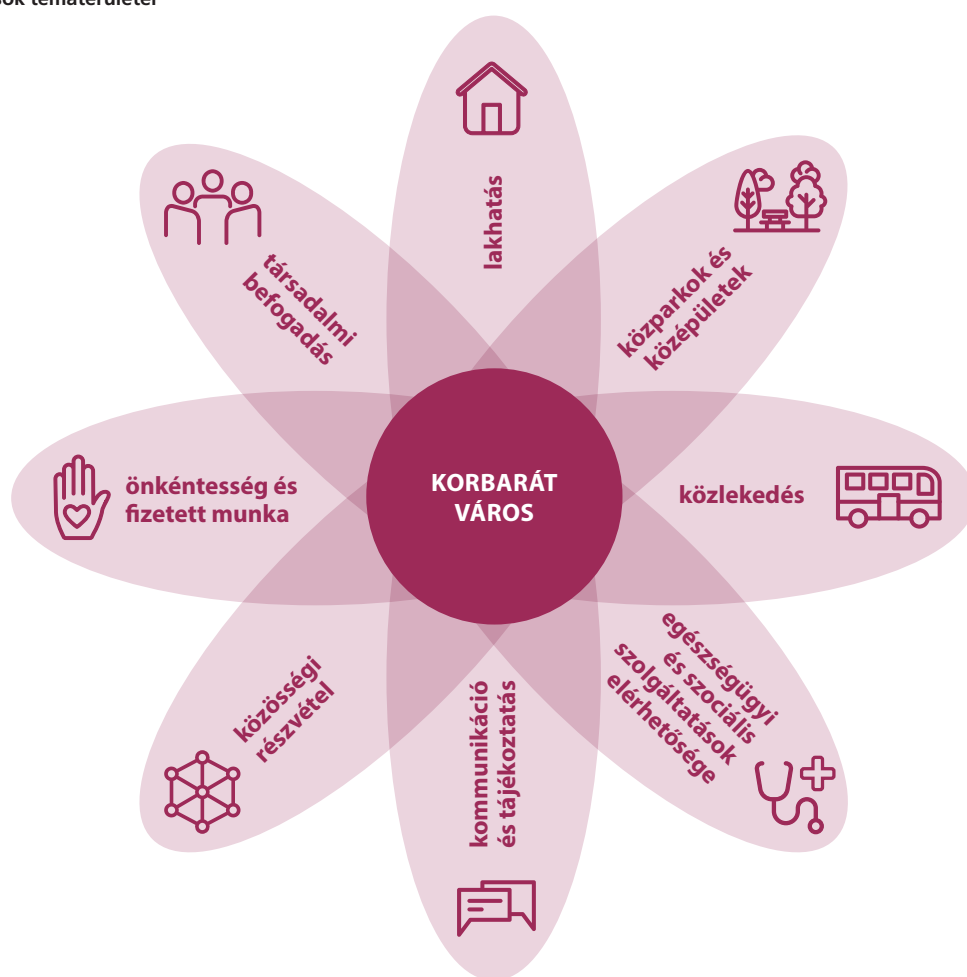 tématerületei
lakhatás
közparkok és
középületek
közlekedés
egészségügyi
és szociális
szolgáltatások
elérhetősége
kommunikáció
és tájékoztatás
közösségi
részvétel
önkéntesség és
fizetett munka
társadalmi
befogadás
KORBARÁT
VÁROS